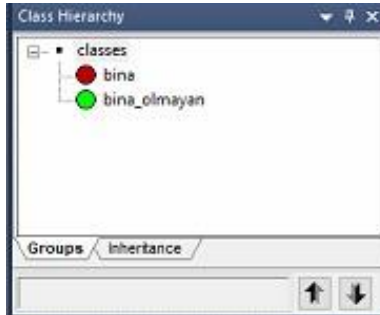 Class Hierarchy
classes
bina
bina_olmayan
Groups
Inheritance